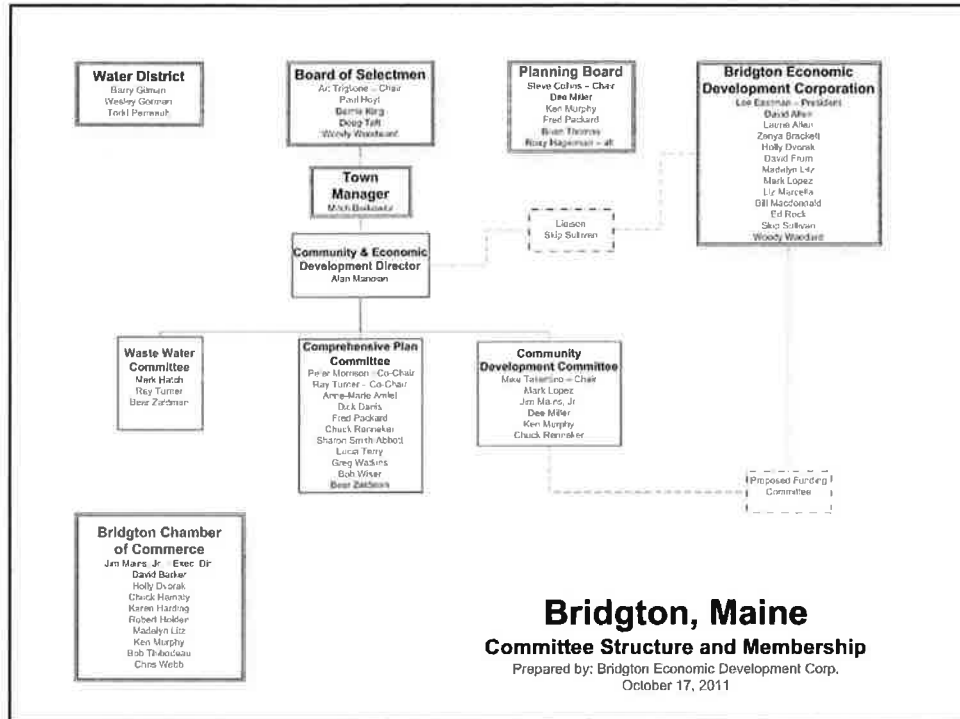 Water District
Barry Gilman
Wesley Gorman
Todd Perreault
Board of Selectmen
Art Triglione – Chair
Paul Hoyt
Bernie King
Doug Taft
Woody Woodward
Planning Board
Steve Collins – Chair
Dee Miller
Ken Murphy
Fred Packard
Brian Thomas
Roxy Hagerman – alt
Bridgton Economic
Development Corporation
Lee Eastman – President
David Allen
Laurie Allen
Zenya Brackett
Holly Dvorak
David Frum
Madelyn Litz
Mark Lopez
Liz Marcella
Gill Macdonald
Ed Rock
Skip Sullivan
Woody Woodard
Town
Manager
Mitch Berkowitz
Liaison
Skip Sullivan
Community & Economic
Development Director
Alan Manoian
Waste Water
Committee
Mark Hatch
Ray Turner
Bear Zaidman
Comprehensive Plan
Committee
Peter Morrison - Co-Chair
Ray Turner - Co-Chair
Anne-Marie Amiel
Dick Danis
Fred Packard
Chuck Renneker
Sharon Smith Abbott
Lucia Terry
Greg Watkins
Bob Wiser
Bear Zaidman
Community
Development Committee
Mike Tarantino – Chair
Mark Lopez
Jim Mains, Jr
Dee Miller
Ken Murphy
Chuck Renneker
Proposed Funding
Committee
Bridgton Chamber
of Commerce
Jim Mains, Jr. - Exec. Dir
David Barker
Holly Dvorak
Chuck Hamaty
Karen Harding
Robert Holden
Madelyn Litz
Ken Murphy
Bob Thibodeau
Chris Webb
Bridgton, Maine
Committee Structure and Membership
Prepared by: Bridgton Economic Development Corp.
October 17, 2011